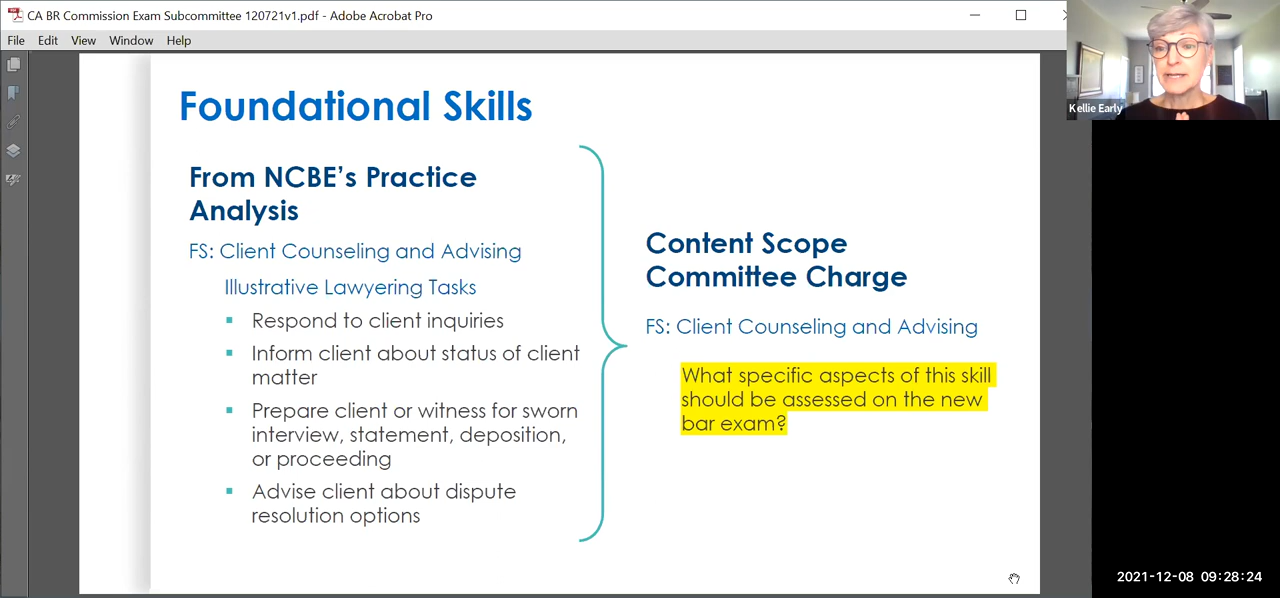 CA BR Commission Exam Subcommittee 120721v1.pdf - Adobe Acrobat Pro
File Edit View Window Help
Kellie Early
Foundational Skills
From NCBE's Practice
Analysis
FS: Client Counseling and Advising
Illustrative Lawyering Tasks
▪ Respond to client inquiries
▪ Inform client about status of client
matter
▪ Prepare client or witness for sworn
interview, statement, deposition,
or proceeding
▪ Advise client about dispute
resolution options
Content Scope
Committee Charge
FS: Client Counseling and Advising
What specific aspects of this skill
should be assessed on the new
bar exam?
2021-12-08 09:28:24